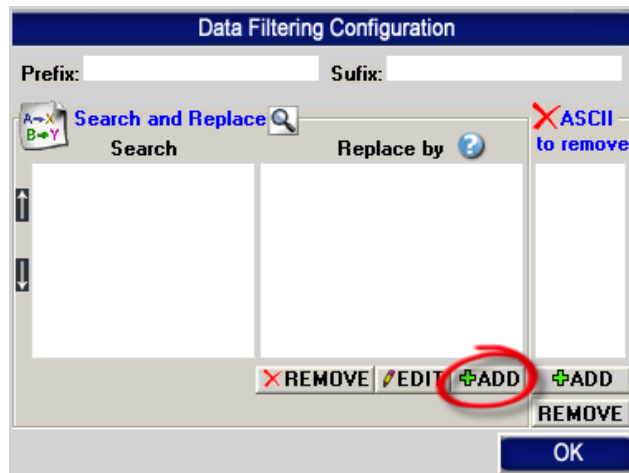 Data Filtering Configuration
Prefix: Sufix:
A→X
B→Y
Search and Replace
ASCII
to remove
Search Replace by ?
REMOVE EDIT ADD ADD
REMOVE
OK